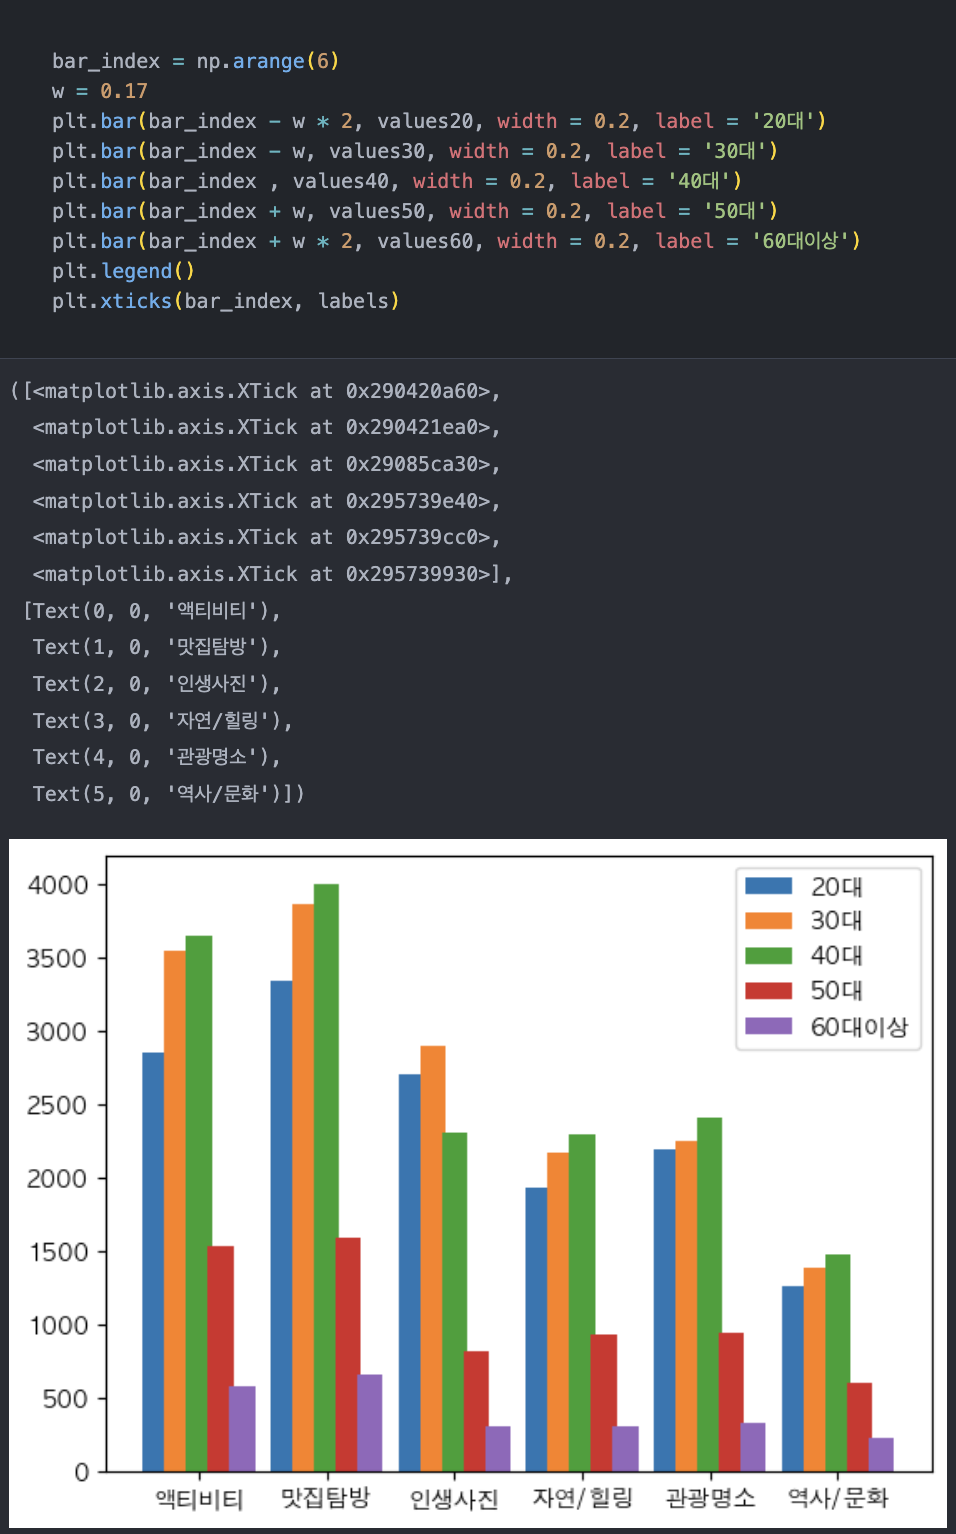 bar_index = np.arange(6)
w = 0.17
plt.bar(bar_index - w * 2, values20, width = 0.2, label = '20대')
plt.bar(bar_index - w, values30, width = 0.2, label = '30대')
plt.bar(bar_index , values40, width = 0.2, label = '40대')
plt.bar(bar_index + w, values50, width = 0.2, label = '50대')
plt.bar(bar_index + w * 2, values60, width = 0.2, label = '60대이상')
plt.legend()
plt.xticks(bar_index, labels)
([<matplotlib.axis.XTick at 0x290420a60>,
<matplotlib.axis.XTick at 0x290421ea0>,
<matplotlib.axis.XTick at 0x29085ca30>,
<matplotlib.axis.XTick at 0x295739e40>,
<matplotlib.axis.XTick at 0x295739cc0>,
<matplotlib.axis.XTick at 0x295739930>],
[Text(0, 0, '액티비티'),
Text(1, 0, '맛집탐방'),
Text(2, 0, '인생사진'),
Text(3, 0, '자연/힐링'),
Text(4, 0, '관광명소'),
Text(5, 0, '역사/문화')])
4000
3500
3000
2500
2000
1500
1000
500
0
20대
30대
40대
50대
60대이상
액티비티 맛집탐방 인생사진 자연/힐링 관광명소 역사/문화